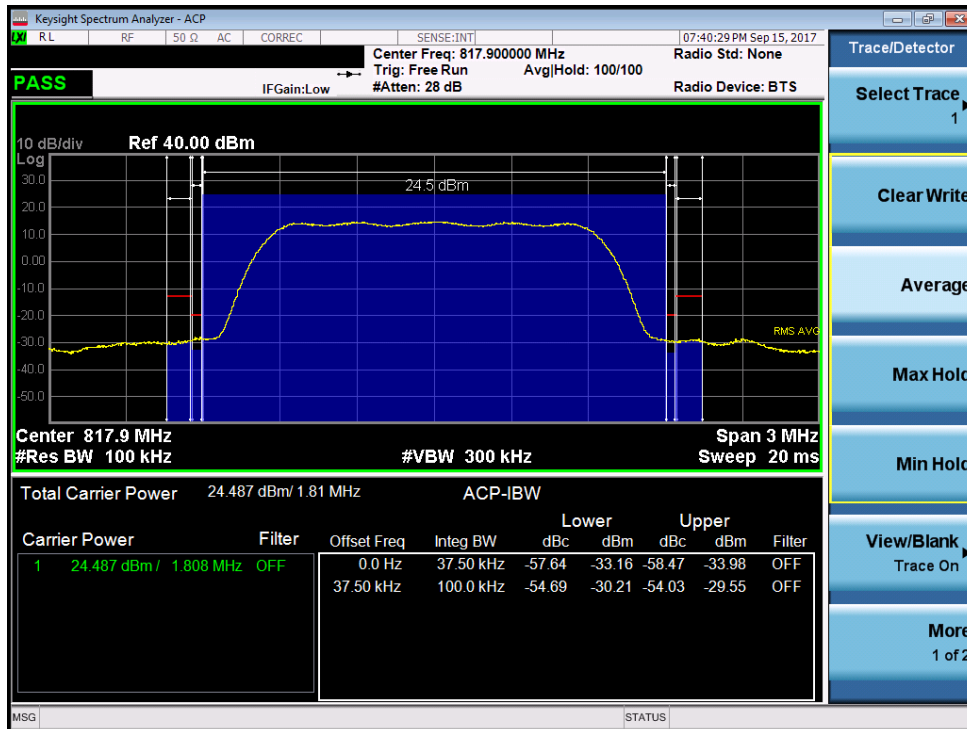 Keysight Spectrum Analyzer - ACP
LXI RL RF 50 Ω AC CORREC SENSE:INT 07:40:29 PM Sep 15, 2017
Center Freq: 817.900000 MHz Radio Std: None
Trig: Free Run Avg|Hold: 100/100
PASS IFGain:Low #Atten: 28 dB Radio Device: BTS
10 dB/div Ref 40.00 dBm
Log
30.0
24.5 dBm
20.0
10.0
0.00
-10.0
-20.0
RMS AVG
-30.0
-40.0
-50.0
Center 817.9 MHz Span 3 MHz
#Res BW 100 kHz #VBW 300 kHz Sweep 20 ms
Total Carrier Power 24.487 dBm/ 1.81 MHz ACP-IBW
Lower Upper
Carrier Power Filter Offset Freq Integ BW dBc dBm dBc dBm Filter
1 24.487 dBm / 1.808 MHz OFF 0.0 Hz 37.50 kHz -57.64 -33.16 -58.47 -33.98 OFF
37.50 kHz 100.0 kHz -54.69 -30.21 -54.03 -29.55 OFF
MSG STATUS
Trace/Detector
Select Trace
1
Clear Write
Average
Max Hold
Min Hold
View/Blank
Trace On
More
1 of 2